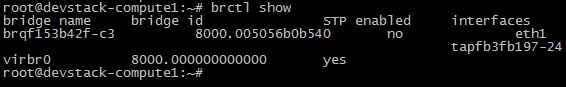 root@devstack-compute1:~# brctl show
bridge name     bridge id               STP enabled     interfaces
brqf153b42f-c3          8000.005056b0b540       no              eth1
                                                        tapfb3fb197-24
virbr0          8000.000000000000       yes
root@devstack-compute1:~#